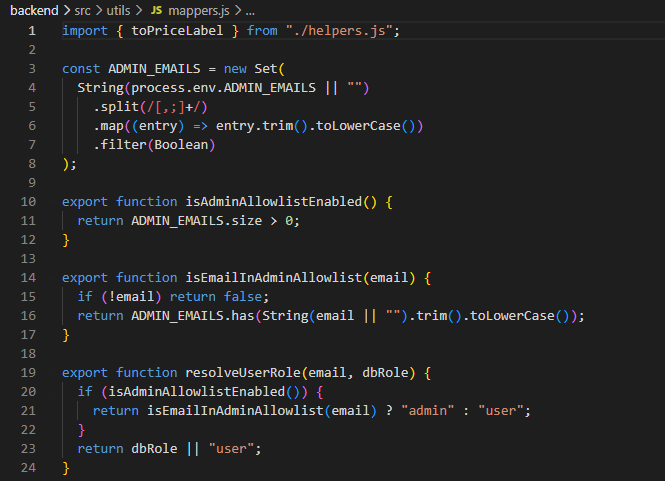 backend > src > utils > JS mappers.js > ...
1 import { toPriceLabel } from "./helpers.js";
2
3 const ADMIN_EMAILS = new Set(
4   String(process.env.ADMIN_EMAILS || "")
5     .split(/[,;]+/)
6     .map((entry) => entry.trim().toLowerCase())
7     .filter(Boolean)
8 );
9
10 export function isAdminAllowlistEnabled() {
11   return ADMIN_EMAILS.size > 0;
12 }
13
14 export function isEmailInAdminAllowlist(email) {
15   if (!email) return false;
16   return ADMIN_EMAILS.has(String(email || "").trim().toLowerCase());
17 }
18
19 export function resolveUserRole(email, dbRole) {
20   if (isAdminAllowlistEnabled()) {
21     return isEmailInAdminAllowlist(email) ? "admin" : "user";
22   }
23   return dbRole || "user";
24 }